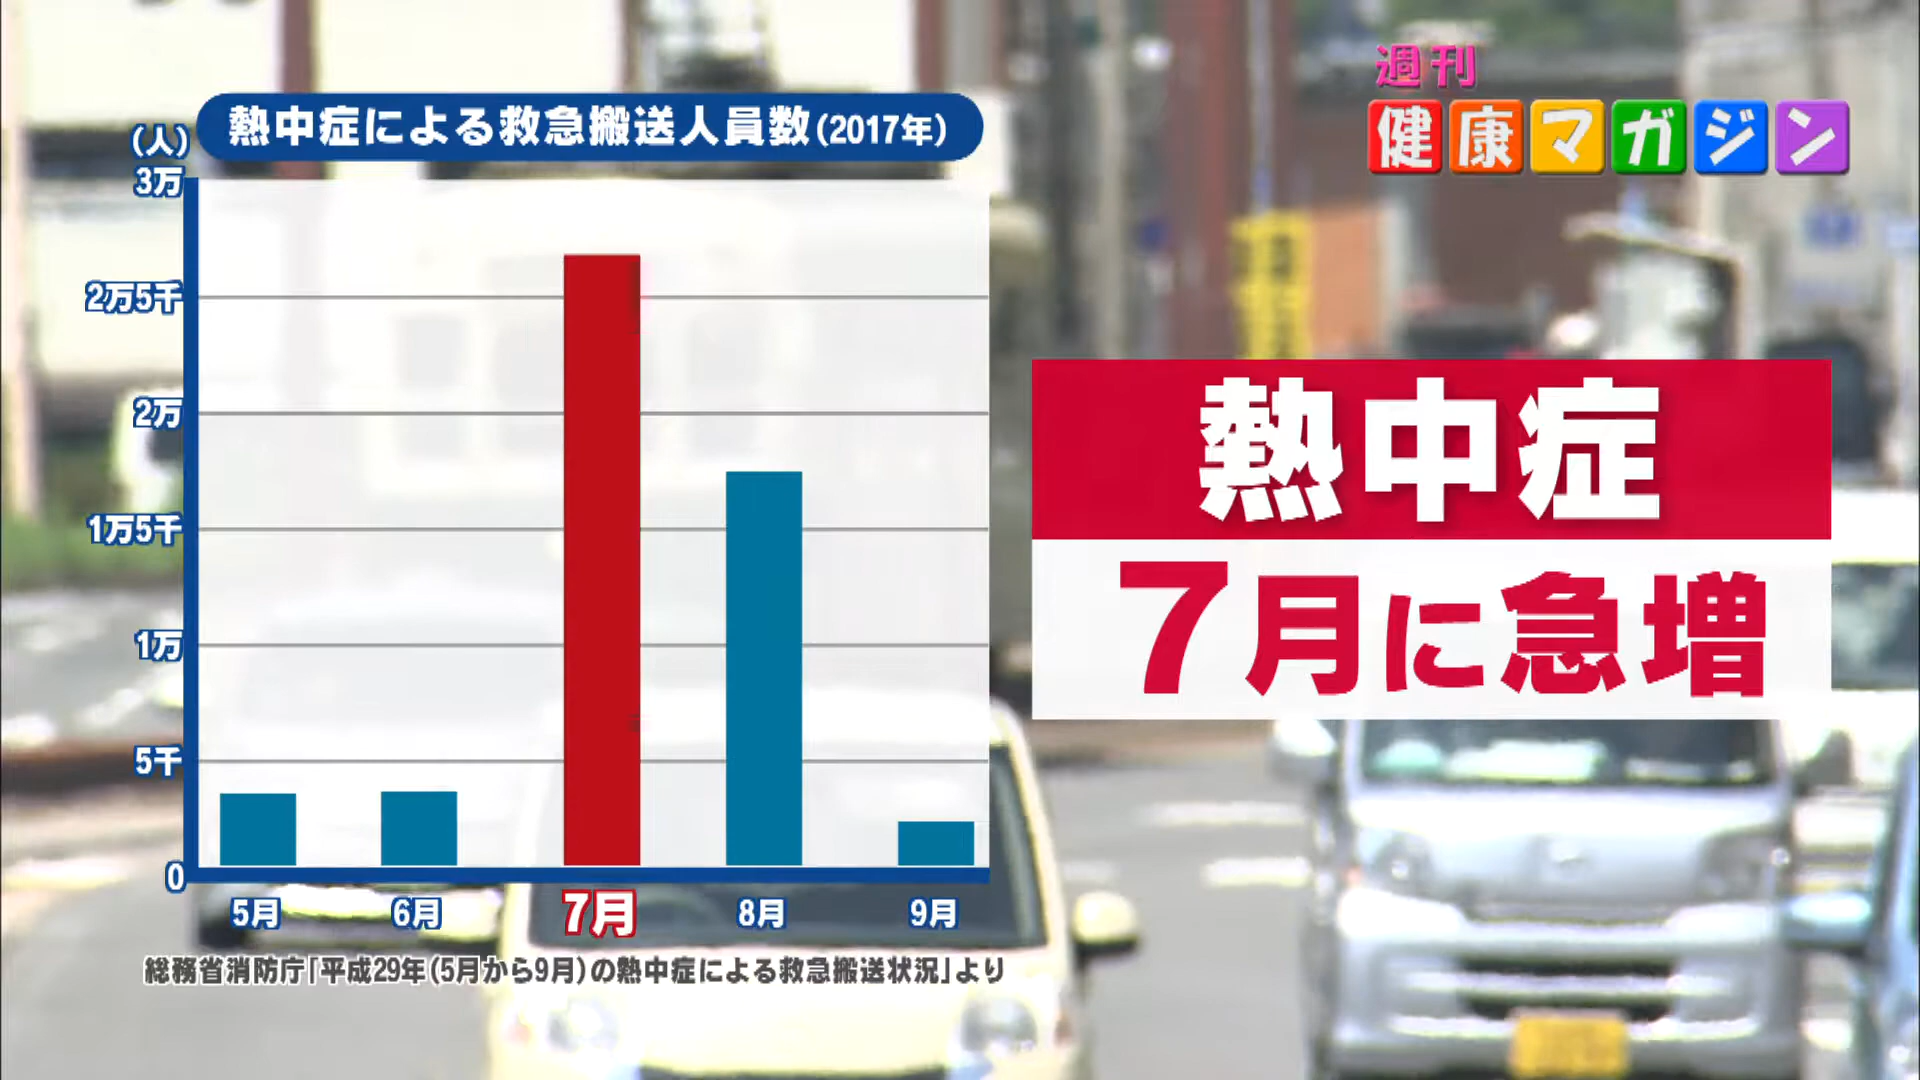 週刊
健康マガジン
熱中症による救急搬送人員数(2017年)
(人)
3万
2万5千
2万
1万5千
1万
5千
0
5月 6月 7月 8月 9月
総務省消防庁「平成29年(5月から9月)の熱中症による救急搬送状況」より
熱中症
7月に急増